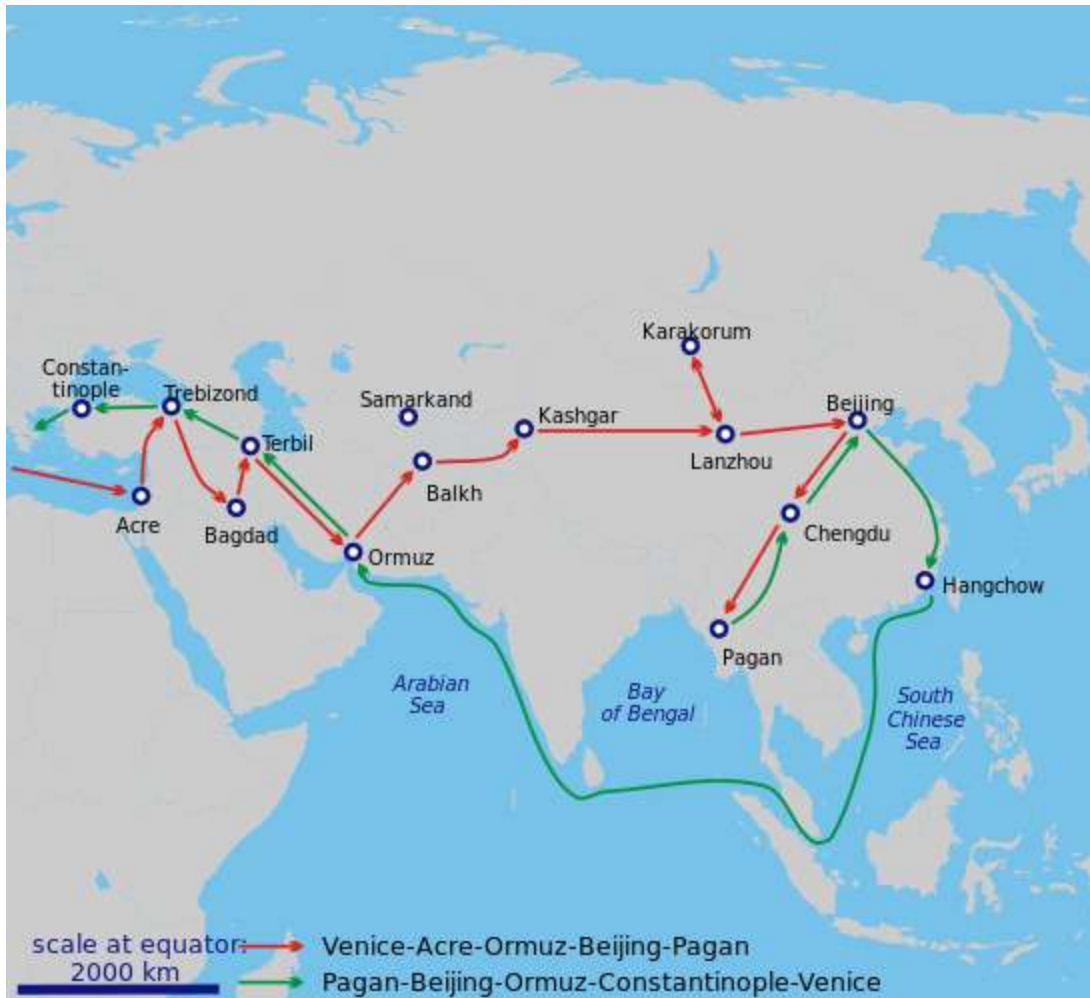 Karakorum
Constan-
tinople
Trebizond
Samarkand
Kashgar
Beijing
Terbil
Lanzhou
Balkh
Acre
Bagdad
Chengdu
Ormuz
Hangchow
Pagan
Arabian
Sea
Bay
of Bengal
South
Chinese
Sea
scale at equator:
2000 km
Venice-Acre-Ormuz-Beijing-Pagan
Pagan-Beijing-Ormuz-Constantinople-Venice